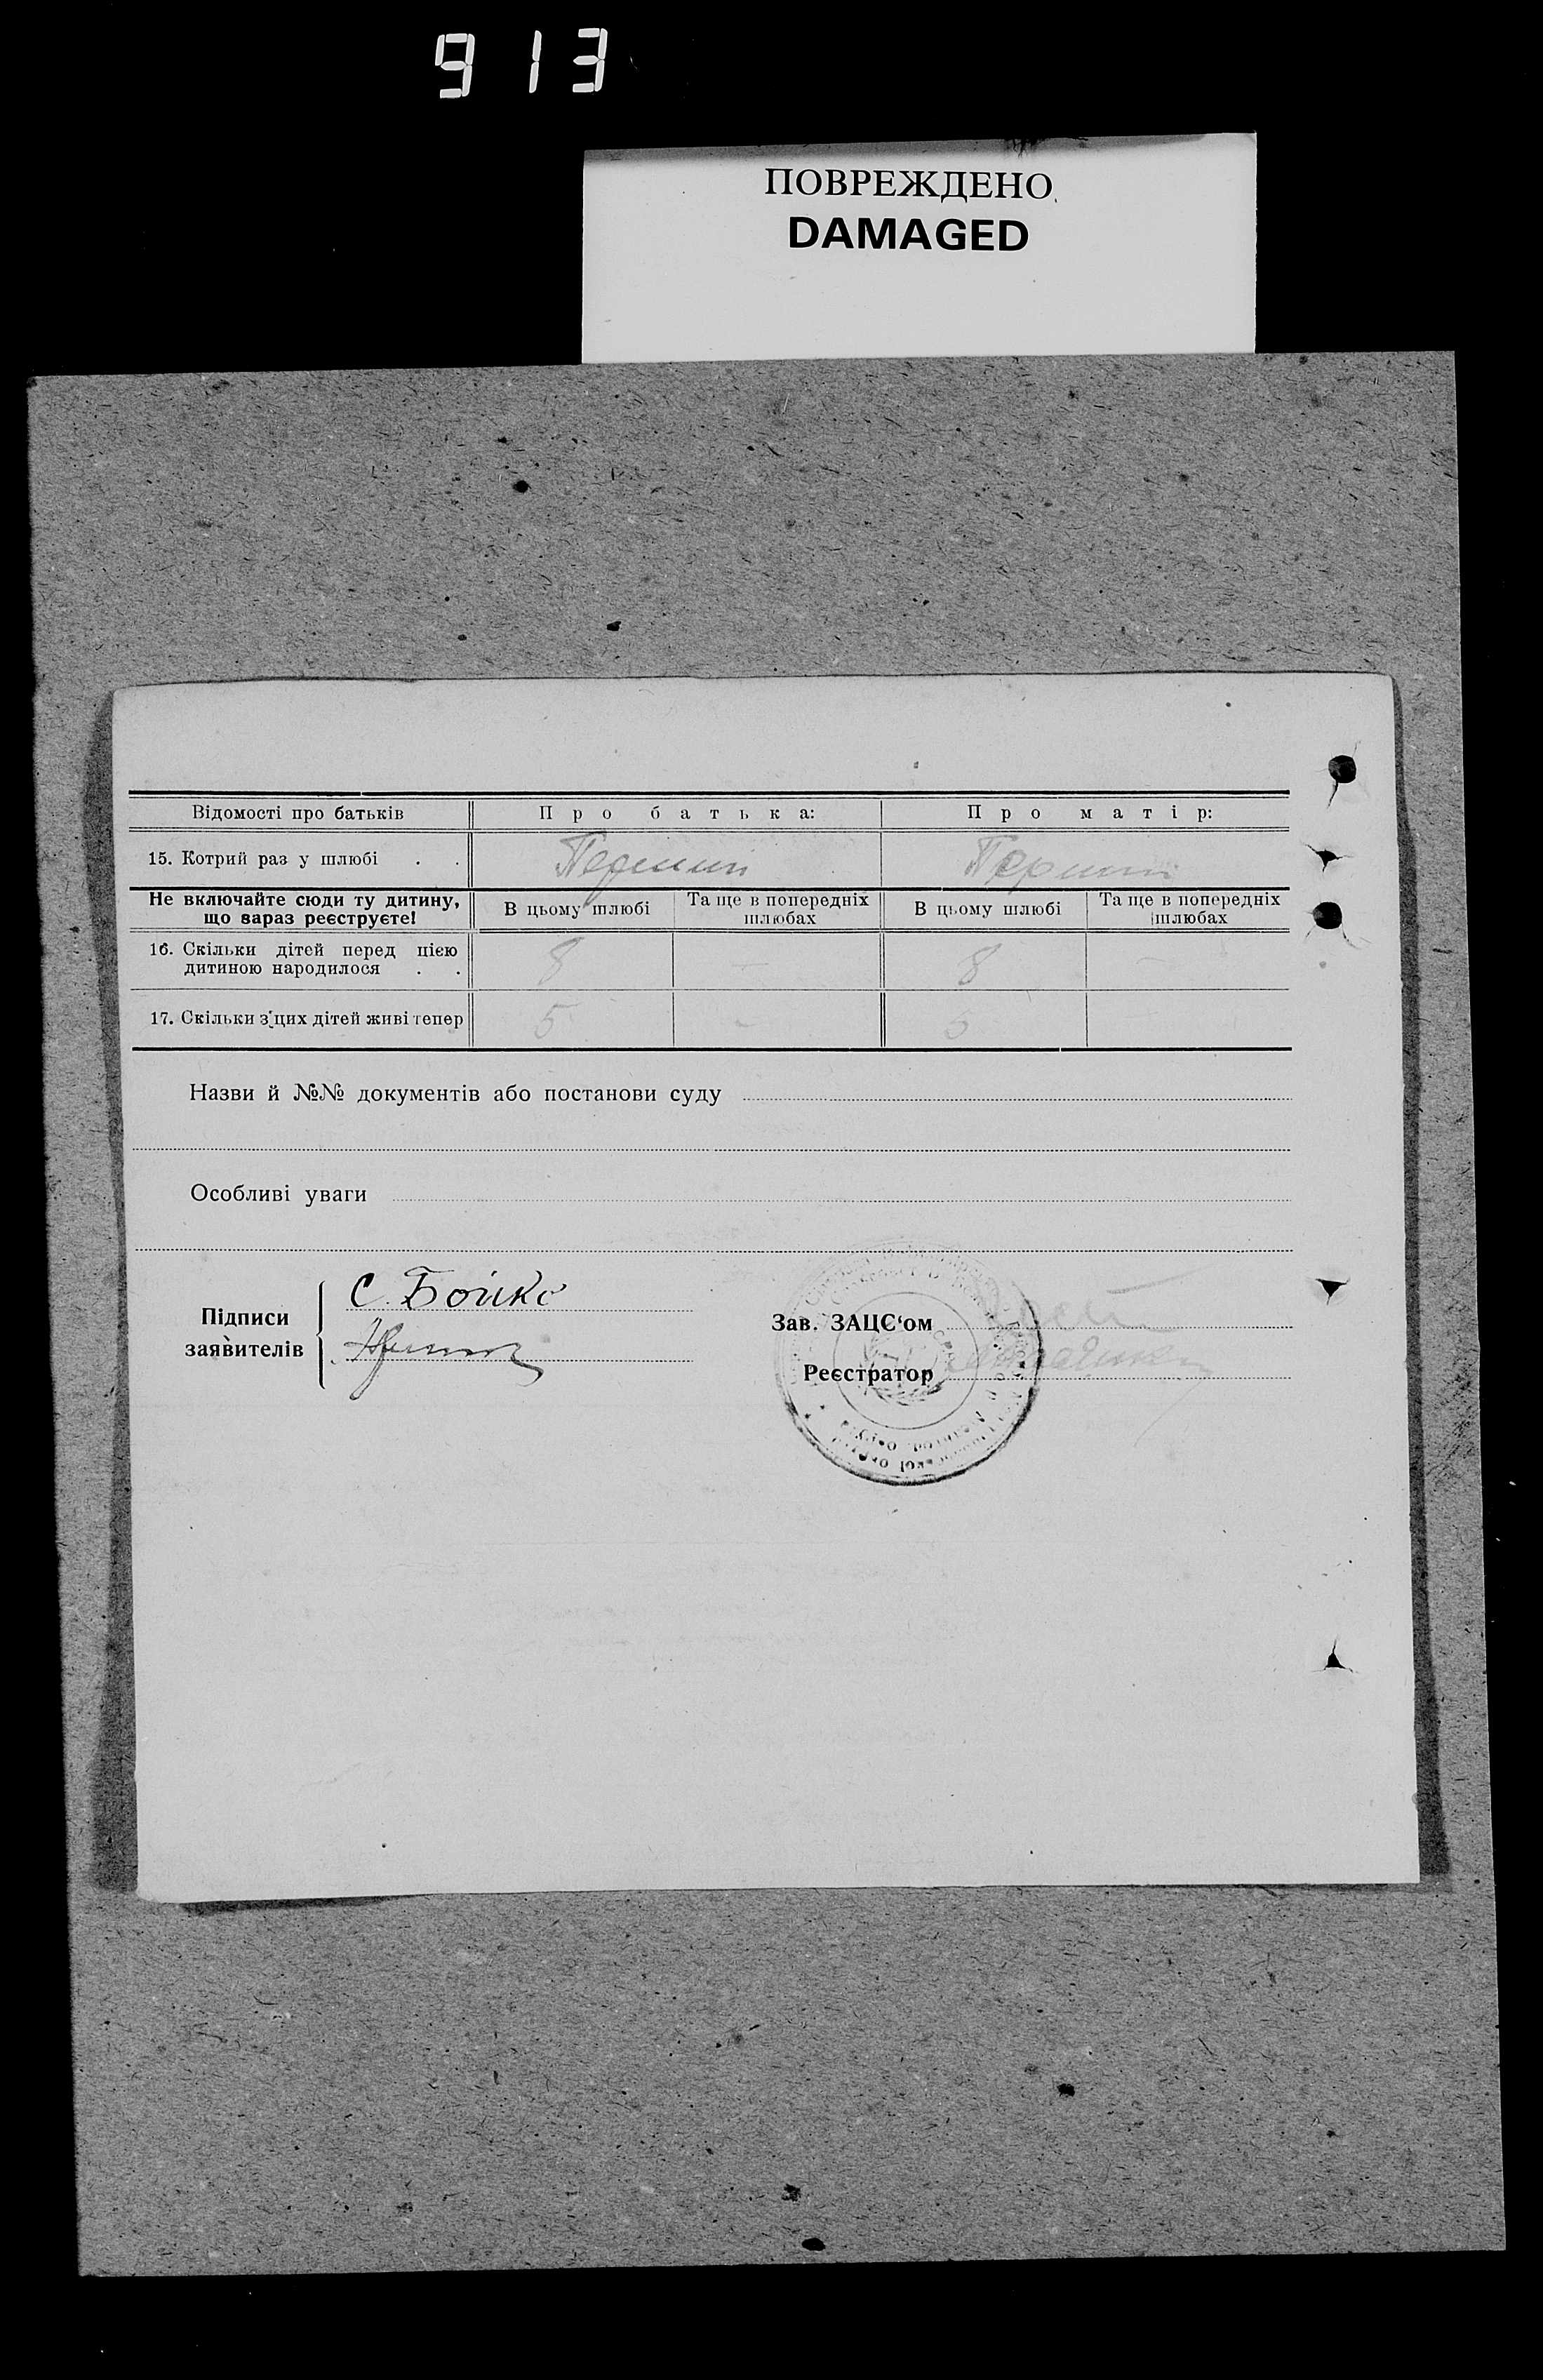 913
ПОВРЕЖДЕНО
DAMAGED
Відомості про батьків
Про батька:
Про матір:
15. Котрий раз у шлюбі . .
Перший
Перший
Не включайте сюди ту дитину,
що вараз реєструєте!
В цьому шлюбі
Та ще в попередніх
шлюбах
В цьому шлюбі
Та ще в попередніх
шлюбах
16. Скільки дітей перед цією
дитиною народилося . .
8
–
8
–
17. Скільки з цих дітей живі тепер
5
–
5
Назви й №№ документів або постанови суду
Особливі уваги
Підписи
заявителів
С. Бойко
Зав. ЗАЦС‘ом
Реєстратор